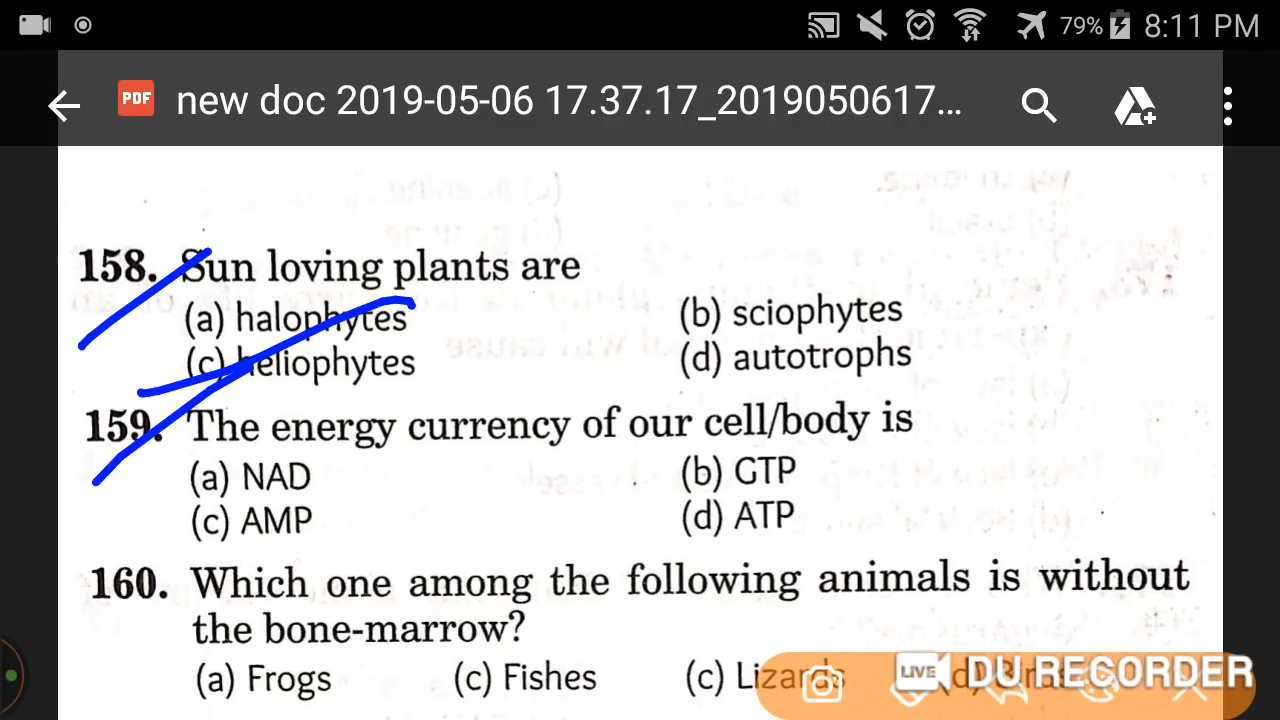 79% 8:11 PM
PDF new doc 2019-05-06 17.37.17_2019050617...
158. Sun loving plants are
(a) halophytes (b) sciophytes
(c) heliophytes (d) autotrophs
159. The energy currency of our cell/body is
(a) NAD (b) GTP
(c) AMP (d) ATP
160. Which one among the following animals is without
the bone-marrow?
(a) Frogs (c) Fishes (c) Lizards (d)
LIVE DU RECORDER